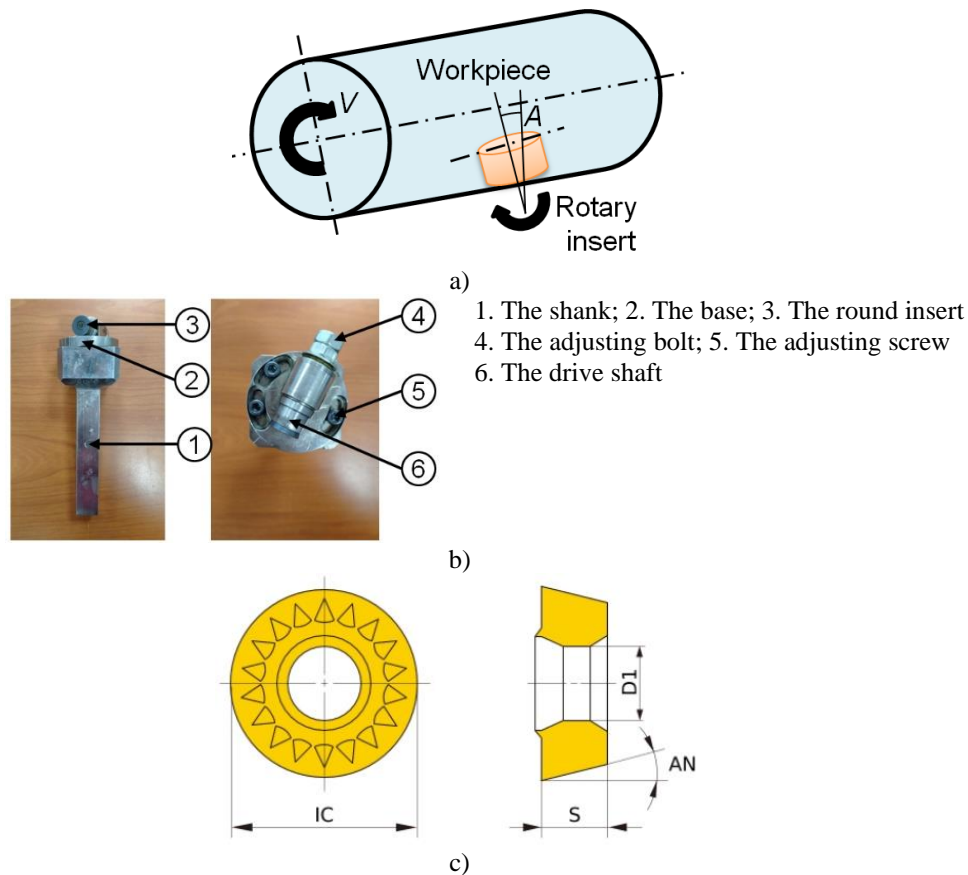 Workpiece
V
A
Rotary
insert
a)
1. The shank; 2. The base; 3. The round insert
4. The adjusting bolt; 5. The adjusting screw
6. The drive shaft
3
2
1
4
5
6
b)
D1
AN
IC
S
c)